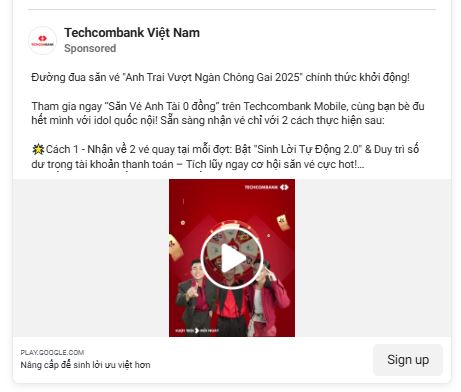 Techcombank Việt Nam
Sponsored
Đường đua săn vé "Anh Trai Vượt Ngàn Chông Gai 2025" chính thức khởi động!
Tham gia ngay “Săn Vé Anh Tài 0 đồng” trên Techcombank Mobile, cùng bạn bè đu
hết mình với idol quốc nội! Sẵn sàng nhận vé chỉ với 2 cách thực hiện sau:
🌟Cách 1 - Nhận về 2 vé quay tại mỗi đợt: Bật "Sinh Lời Tự Động 2.0" & Duy trì số
dư trong tài khoản thanh toán – Tích lũy ngay cơ hội săn vé cực hot!...
TECHCOMBANK
PLAY.GOOGLE.COM
Nâng cấp để sinh lời ưu việt hơn
Sign up